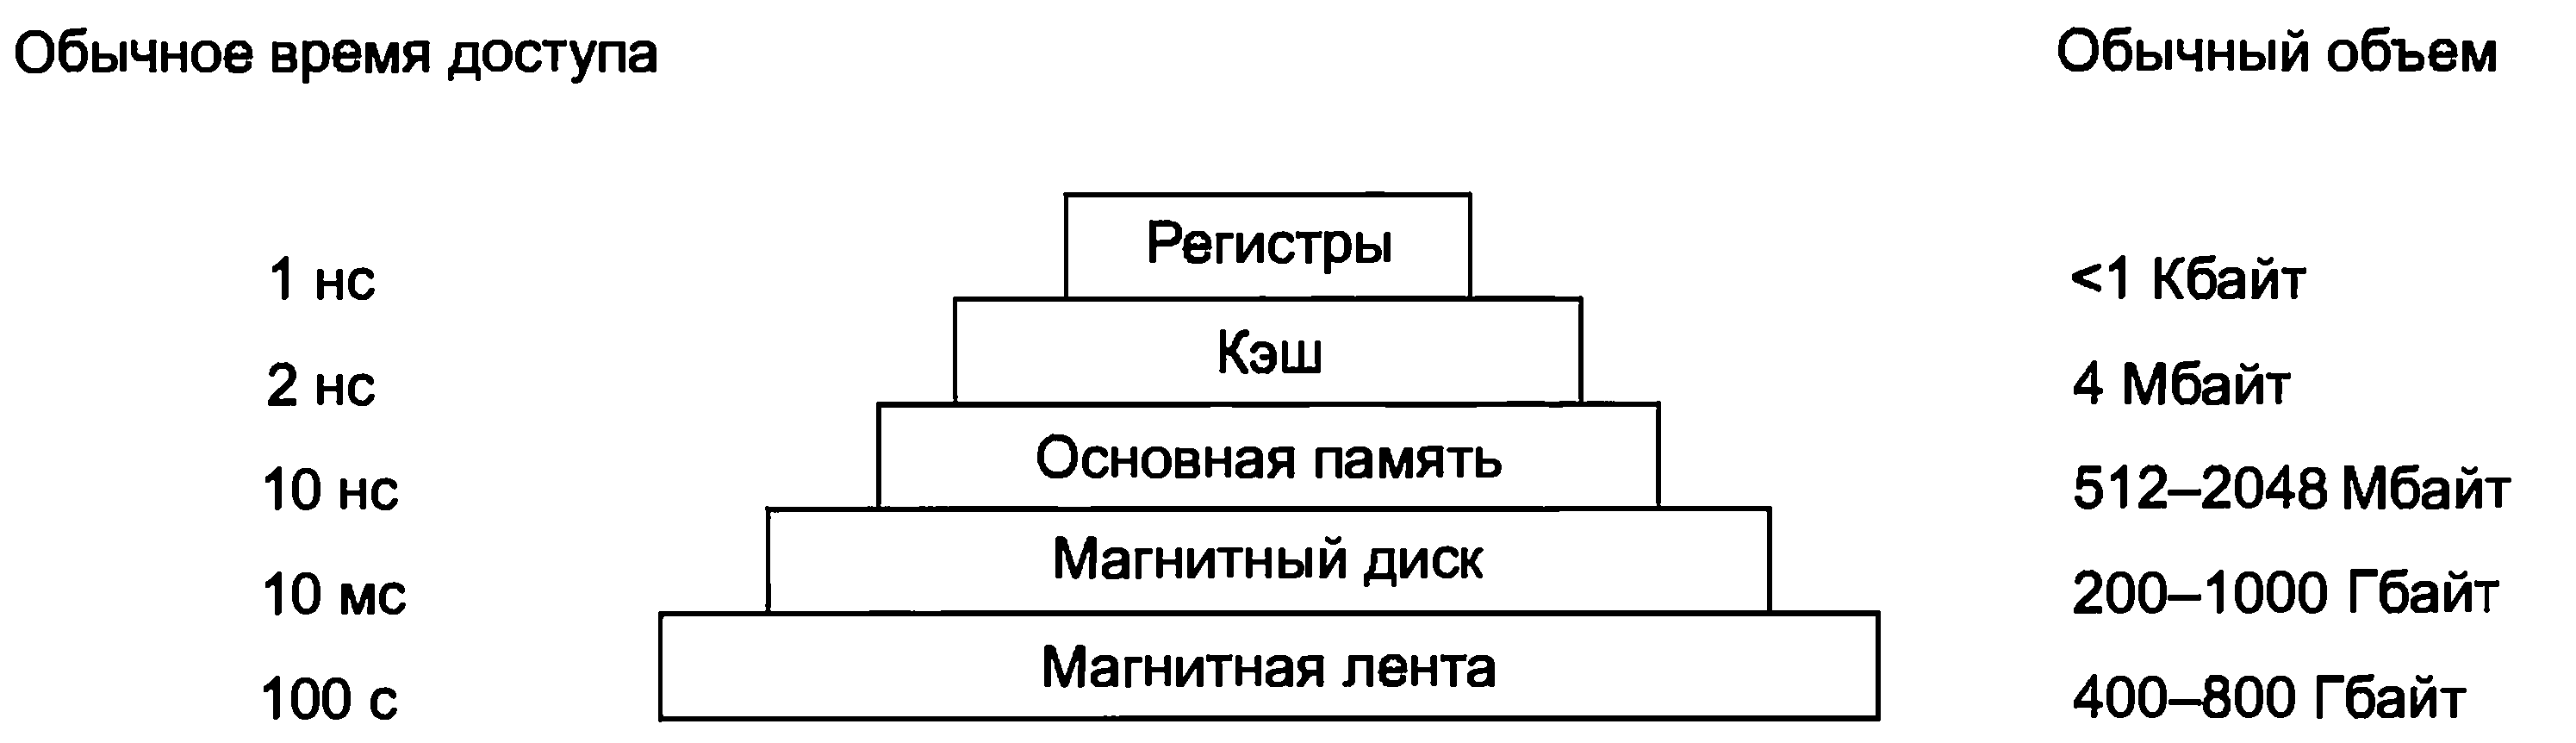 Обычное время доступа Обычный объем
Регистры
1 нс <1 Кбайт
Кэш
2 нс 4 Мбайт
Основная память
10 нс 512–2048 Мбайт
Магнитный диск
10 мс 200–1000 Гбайт
Магнитная лента
100 с 400–800 Гбайт